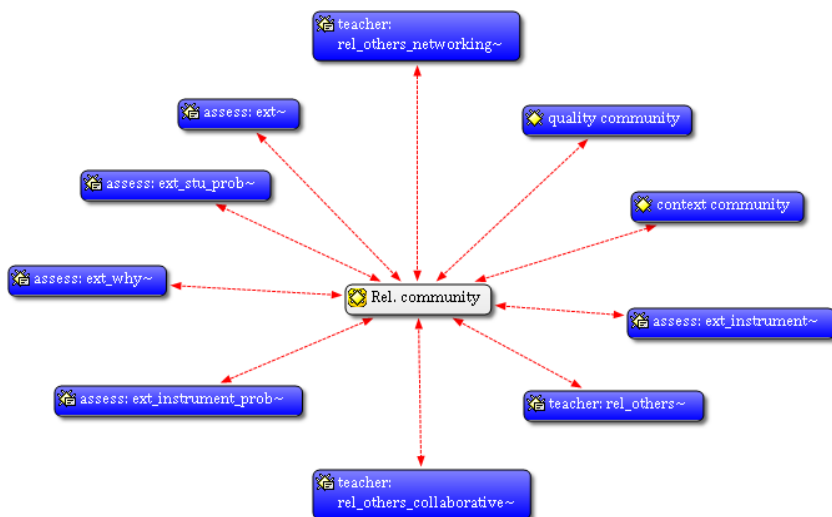 teacher:
rel_others_networking~
assess: ext~
quality community
assess: ext_stu_prob~
context community
assess: ext_why~
Rel. community
assess: ext_instrument~
assess: ext_instrument_prob~
teacher: rel_others~
teacher:
rel_others_collaborative~